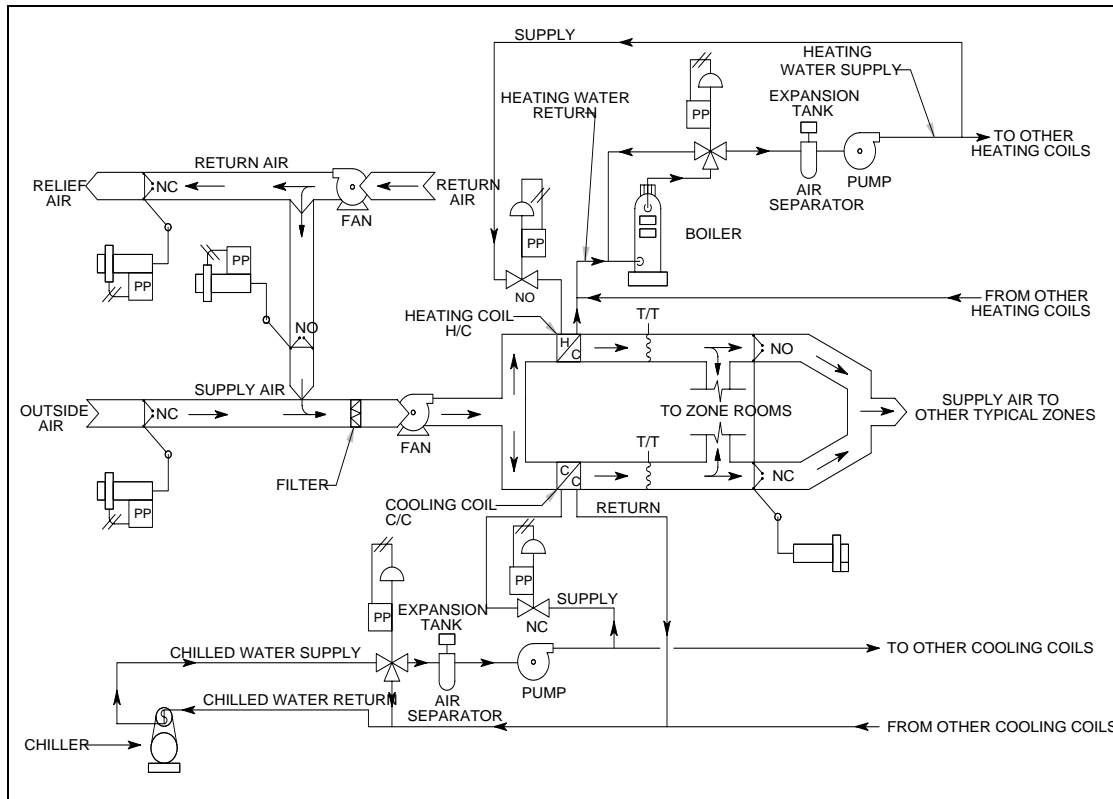 SUPPLY
HEATING
WATER SUPPLY
HEATING WATER
RETURN
PP
EXPANSION
TANK
TO OTHER
HEATING COILS
RETURN AIR
RELIEF
AIR
NC
RETURN
AIR
FAN
AIR
SEPARATOR
PUMP
BOILER
PP
PP
PP
NO
FROM OTHER
HEATING COILS
HEATING COIL
H/C
H
C
T/T
NO
NO
SUPPLY AIR
OUTSIDE
AIR
NC
FAN
TO ZONE ROOMS
SUPPLY AIR TO
OTHER TYPICAL ZONES
T/T
FILTER
PP
COOLING COIL
C/C
C
C
NC
RETURN
PP
PP
EXPANSION
TANK
NC
SUPPLY
CHILLED WATER SUPPLY
TO OTHER COOLING COILS
PUMP
CHILLED WATER RETURN
AIR
SEPARATOR
FROM OTHER COOLING COILS
CHILLER